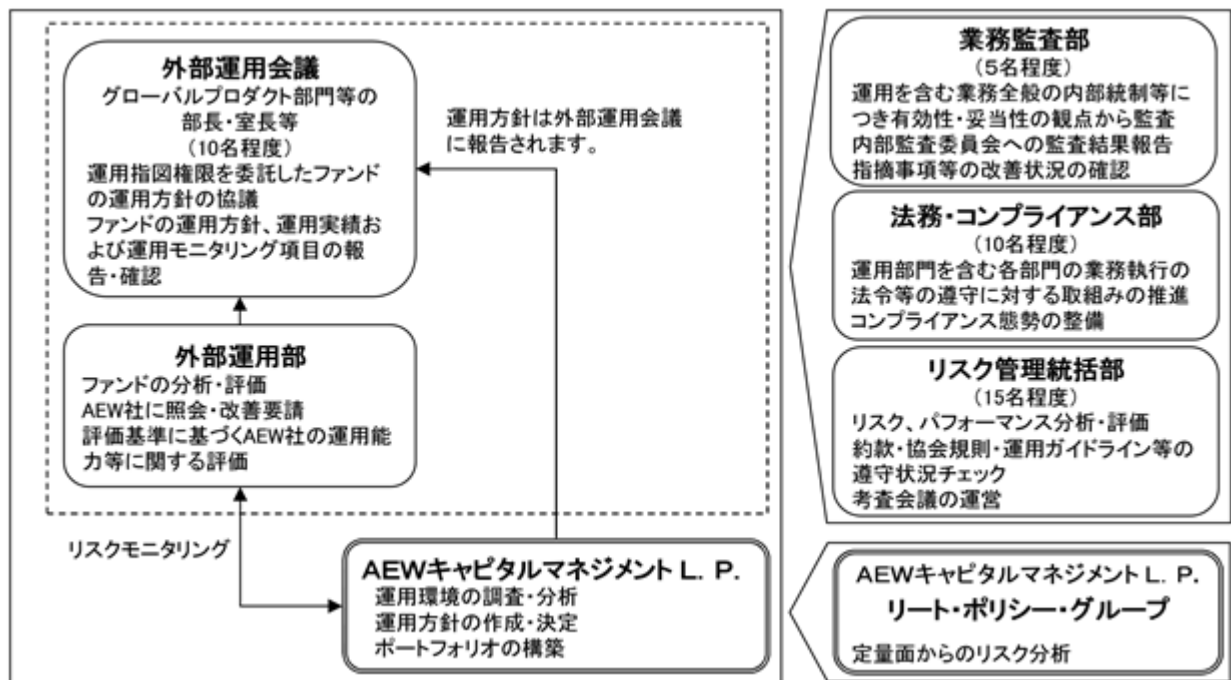 外部運用会議
グローバルプロダクト部門等の
部長・室長等
(10名程度)
運用指図権限を委託したファンド
の運用方針の協議
ファンドの運用方針、運用実績お
よび運用モニタリング項目の報
告・確認
運用方針は外部運用会議
に報告されます。
外部運用部
ファンドの分析・評価
AEW社に照会・改善要請
評価基準に基づくAEW社の運用能
力等に関する評価
リスクモニタリング
AEWキャピタルマネジメント L. P.
運用環境の調査・分析
運用方針の作成・決定
ポートフォリオの構築
業務監査部
(5名程度)
運用を含む業務全般の内部統制等に
つき有効性・妥当性の観点から監査
内部監査委員会への監査結果報告
指摘事項等の改善状況の確認
法務・コンプライアンス部
(10名程度)
運用部門を含む各部門の業務執行の
法令等の遵守に対する取組みの推進
コンプライアンス態勢の整備
リスク管理統括部
(15名程度)
リスク、パフォーマンス分析・評価
約款・協会規則・運用ガイドライン等の
遵守状況チェック
考査会議の運営
AEWキャピタルマネジメント L. P.
リート・ポリシー・グループ
定量面からのリスク分析